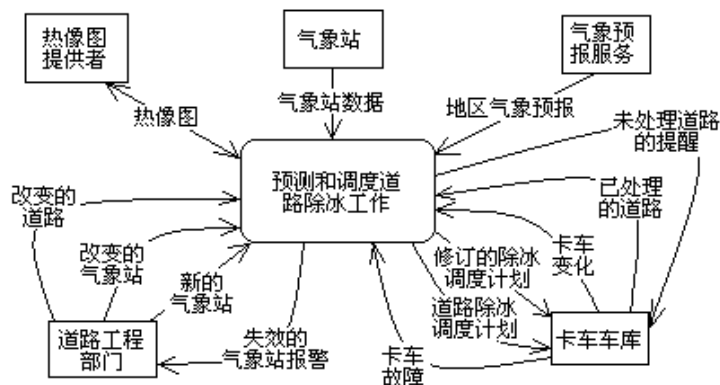 热像图
提供者
气象站
气象预
报服务
热像图
气象站数据
地区气象预报
未处理道路
的提醒
预测和调度道
路除冰工作
改变的
道路
已处理
的道路
改变的
气象站
新的
气象站
修订的除冰
调度计划
卡车
变化
道路除冰
调度计划
道路工程
部门
失效的
气象站报警
卡车
故障
卡车车库